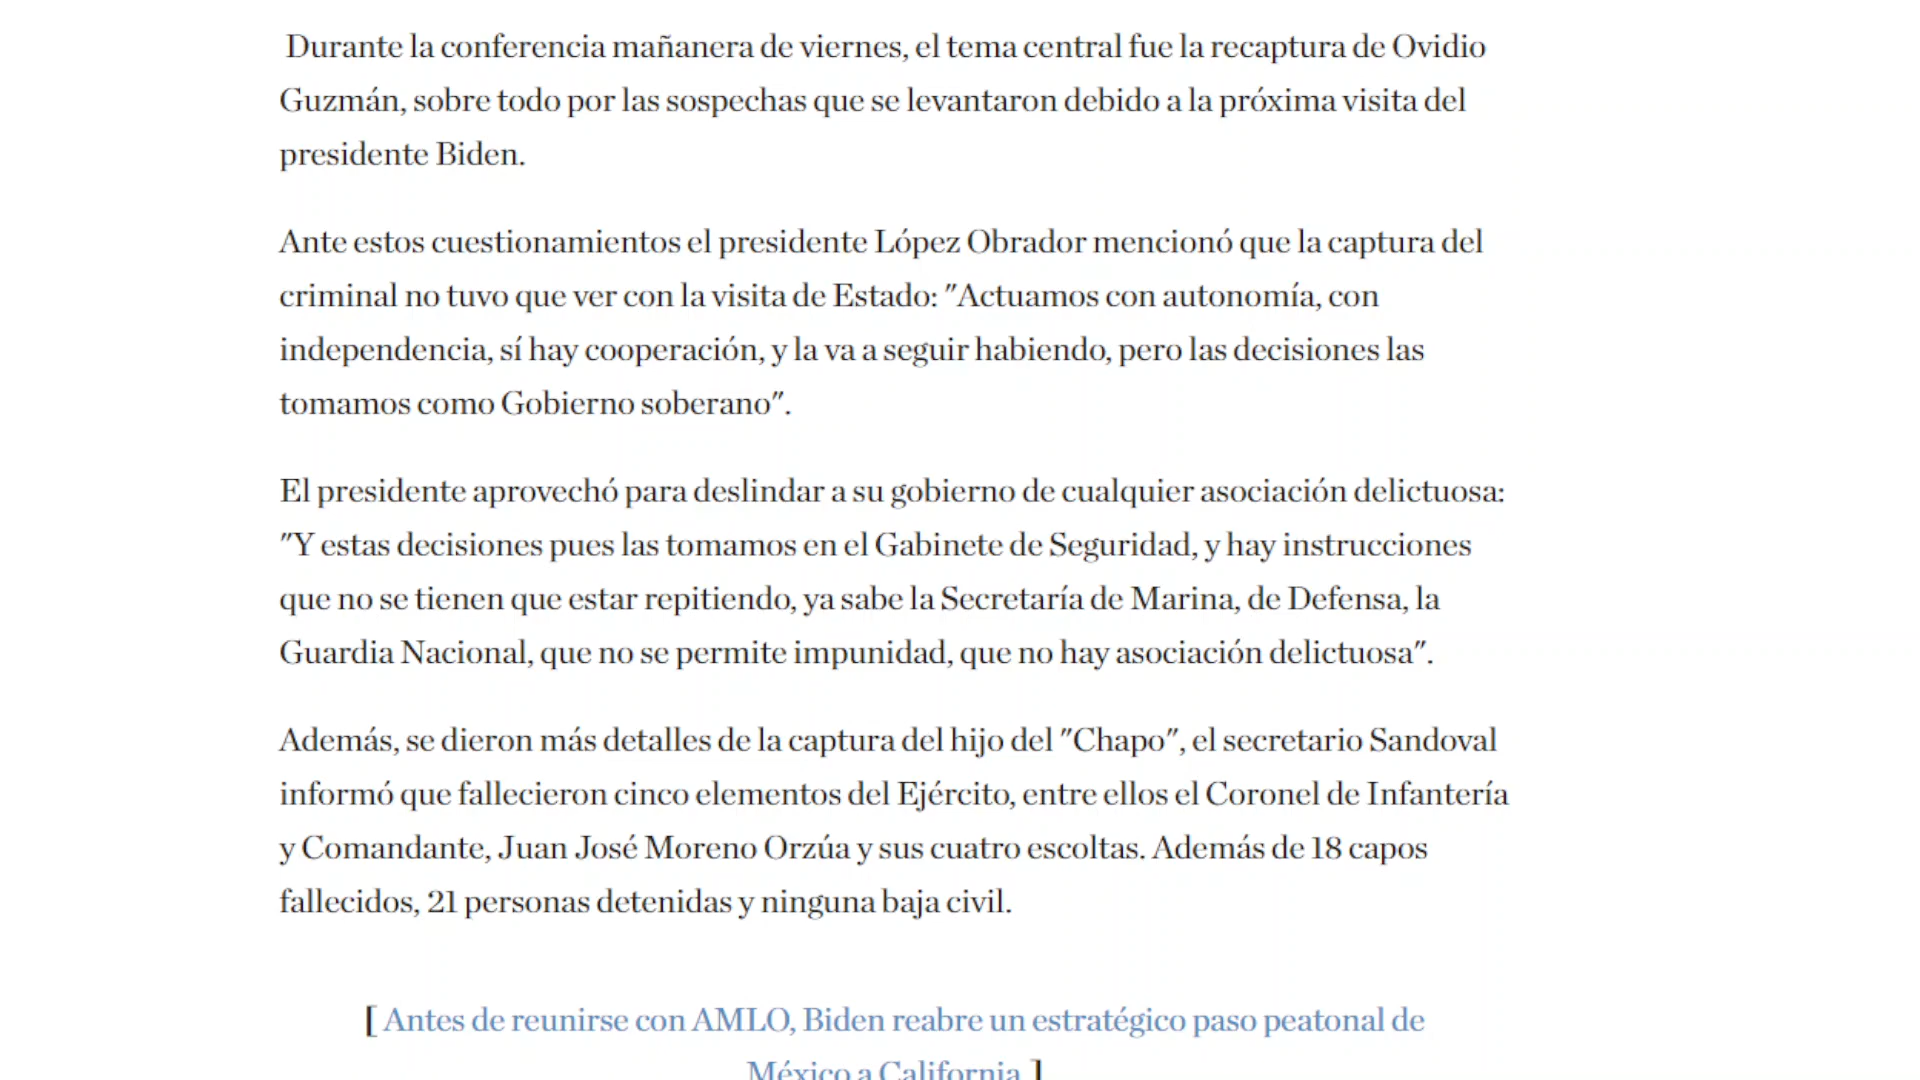 Durante la conferencia mañanera de viernes, el tema central fue la recaptura de Ovidio
Guzmán, sobre todo por las sospechas que se levantaron debido a la próxima visita del
presidente Biden.
Ante estos cuestionamientos el presidente López Obrador mencionó que la captura del
criminal no tuvo que ver con la visita de Estado: "Actuamos con autonomía, con
independencia, sí hay cooperación, y la va a seguir habiendo, pero las decisiones las
tomamos como Gobierno soberano".
El presidente aprovechó para deslindar a su gobierno de cualquier asociación delictuosa:
"Y estas decisiones pues las tomamos en el Gabinete de Seguridad, y hay instrucciones
que no se tienen que estar repitiendo, ya sabe la Secretaría de Marina, de Defensa, la
Guardia Nacional, que no se permite impunidad, que no hay asociación delictuosa".
Además, se dieron más detalles de la captura del hijo del "Chapo", el secretario Sandoval
informó que fallecieron cinco elementos del Ejército, entre ellos el Coronel de Infantería
y Comandante, Juan José Moreno Orzúa y sus cuatro escoltas. Además de 18 capos
fallecidos, 21 personas detenidas y ninguna baja civil.
[ Antes de reunirse con AMLO, Biden reabre un estratégico paso peatonal de
México a California ]